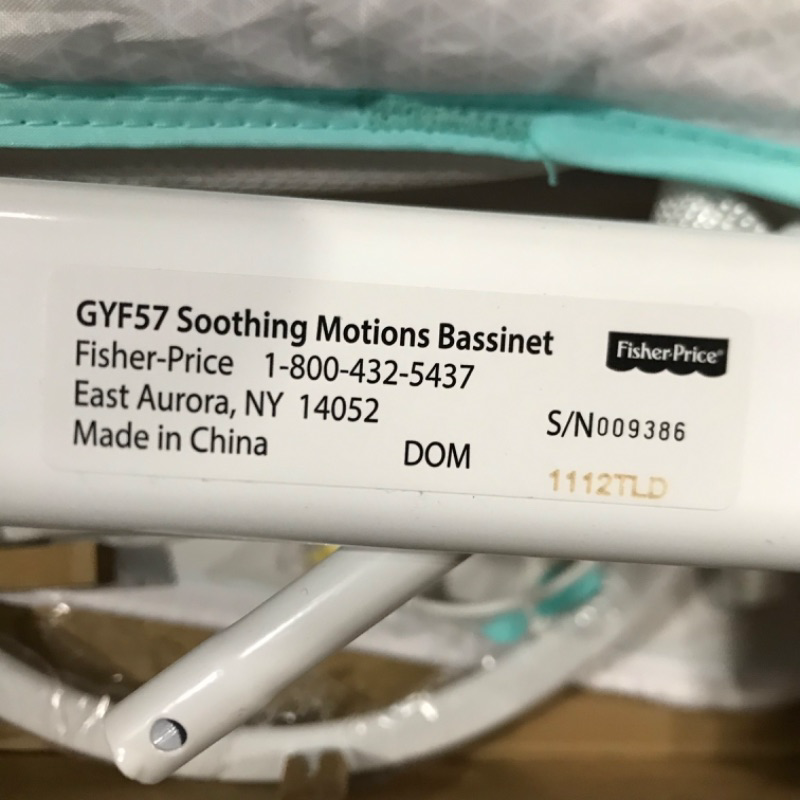 GYF57 Soothing Motions Bassinet
Fisher-Price 1-800-432-5437
East Aurora, NY 14052
Made in China
DOM
Fisher-Price®
S/N009386
1112TLD